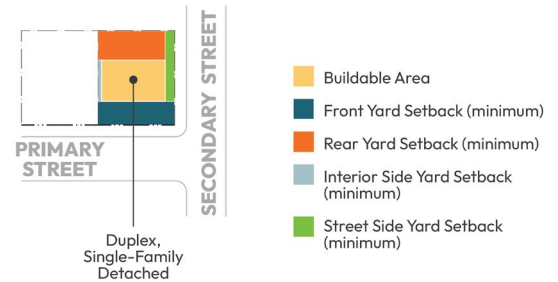 PRIMARY
STREET
SECONDARY STREET
Duplex,
Single-Family
Detached
Buildable Area
Front Yard Setback (minimum)
Rear Yard Setback (minimum)
Interior Side Yard Setback
(minimum)
Street Side Yard Setback
(minimum)